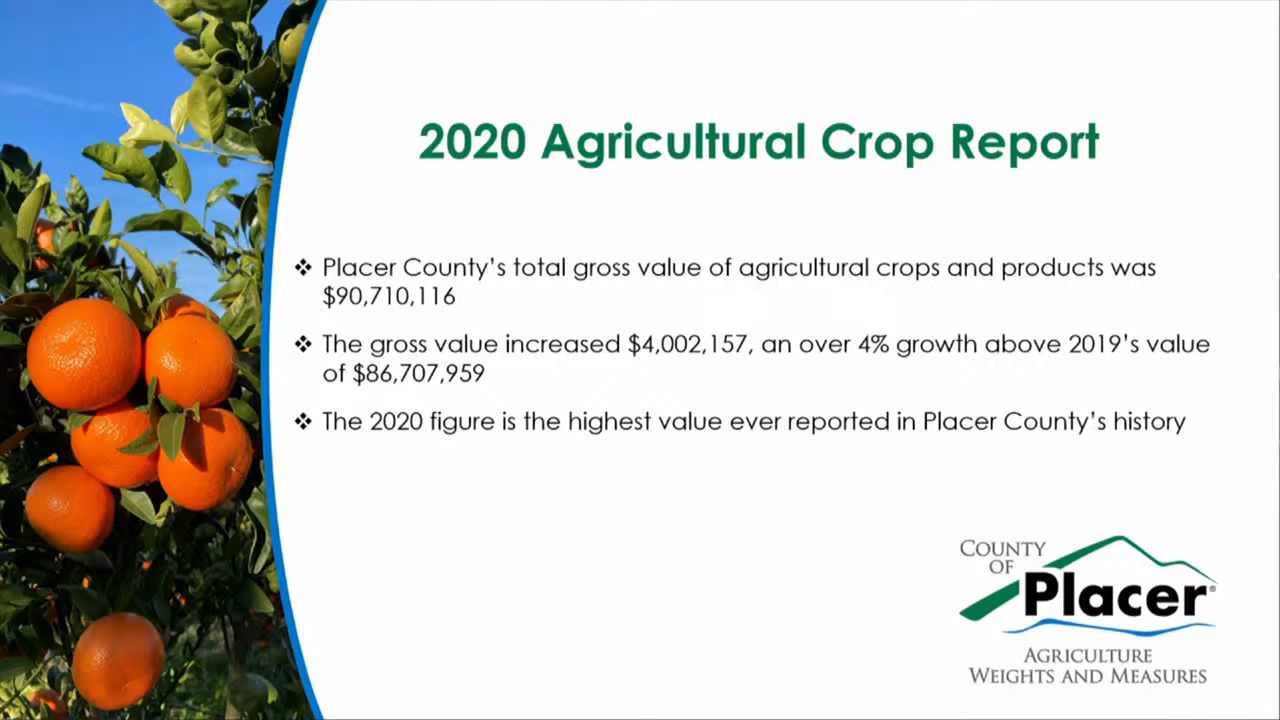 2020 Agricultural Crop Report
❖ Placer County’s total gross value of agricultural crops and products was
$90,710,116
❖ The gross value increased $4,002,157, an over 4% growth above 2019’s value
of $86,707,959
❖ The 2020 figure is the highest value ever reported in Placer County’s history
COUNTY
OF
Placer®
AGRICULTURE
WEIGHTS AND MEASURES